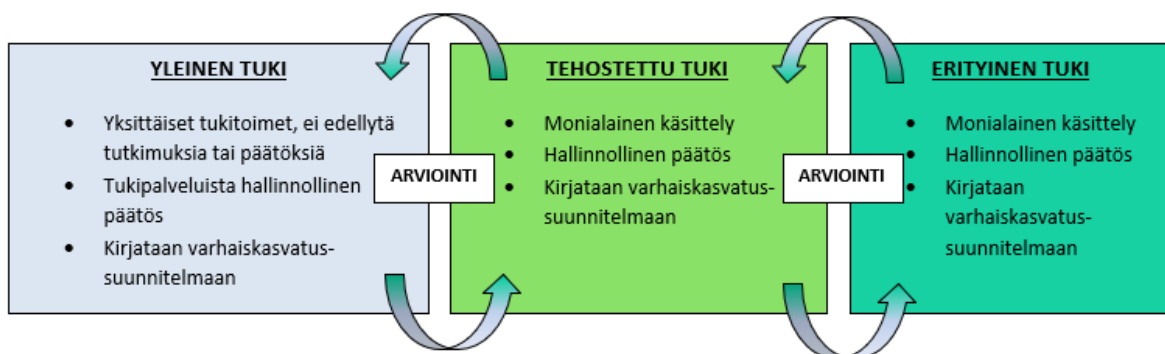 YLEINEN TUKI
• Yksittäiset tukitoimet, ei edellytä
tutkimuksia tai päätöksiä
• Tukipalveluista hallinnollinen
päätös
• Kirjataan varhaiskasvatus-
suunnitelmaan
ARVIOINTI
TEHOSTETTU TUKI
• Monialainen käsittely
• Hallinnollinen päätös
• Kirjataan varhaiskasvatus-
suunnitelmaan
ARVIOINTI
ERITYINEN TUKI
• Monialainen käsittely
• Hallinnollinen päätös
• Kirjataan
varhaiskasvatus-
suunnitelmaan